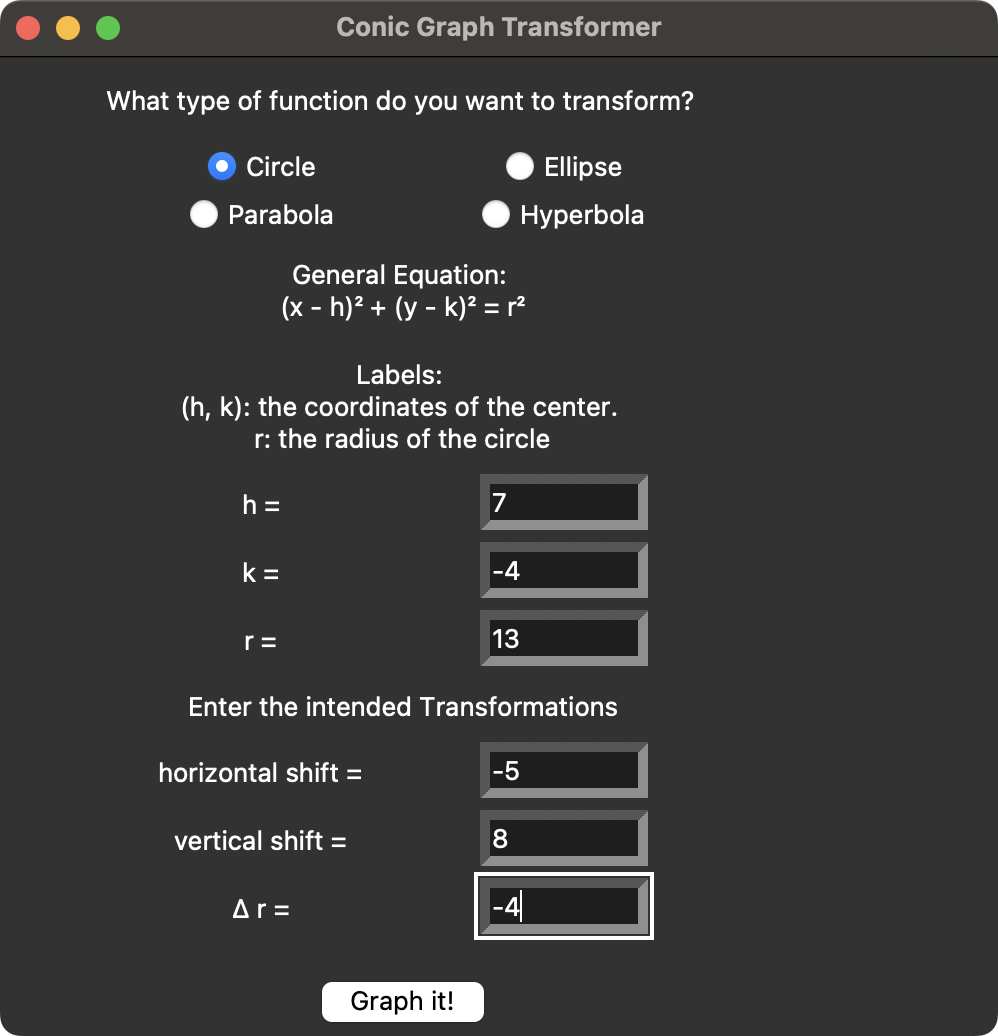 Conic Graph Transformer
What type of function do you want to transform?
Circle Ellipse
Parabola Hyperbola
General Equation:
(x - h)² + (y - k)² = r²
Labels:
(h, k): the coordinates of the center.
r: the radius of the circle
h = 7
k = -4
r = 13
Enter the intended Transformations
horizontal shift = -5
vertical shift = 8
Δ r = -4
Graph it!